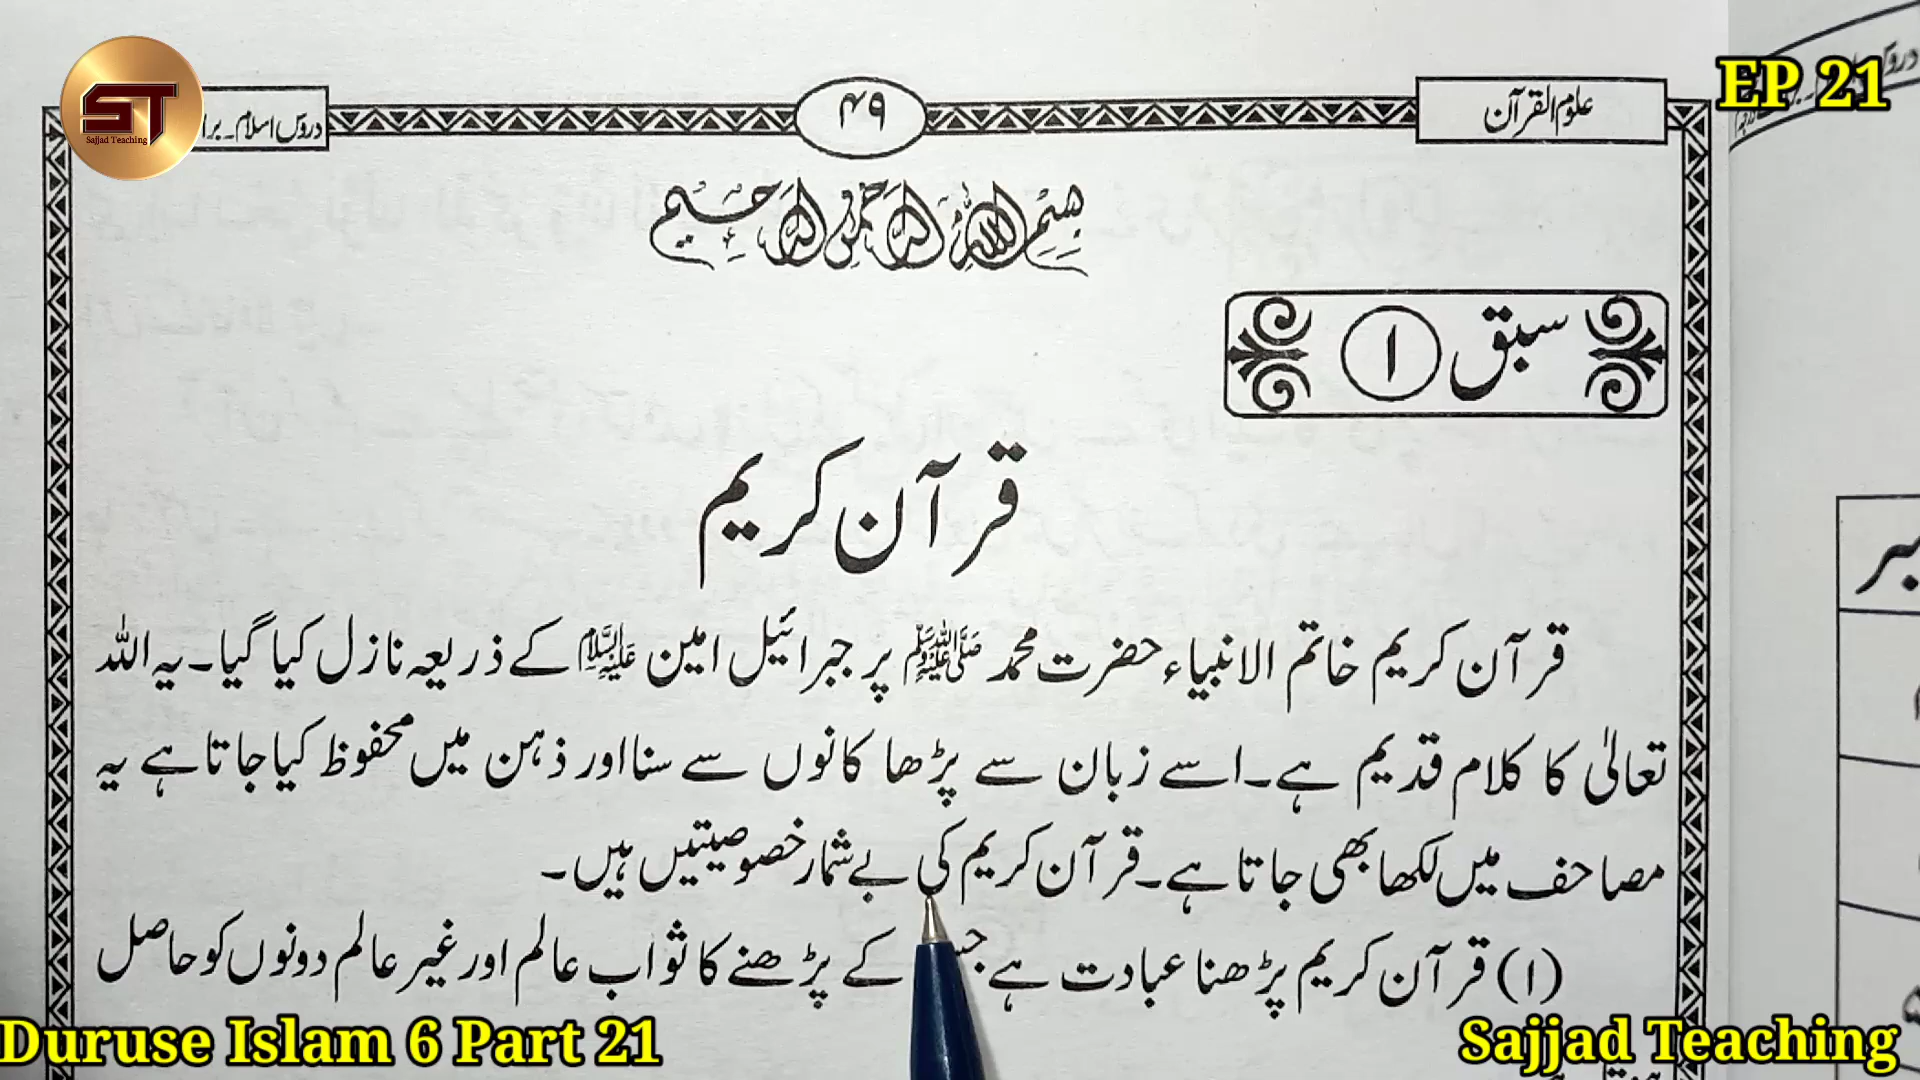 علوم القرآن
۴۹
دروس اسلام۔برا
EP 21
ST
Sajjad Teaching
بسم اللہ الرحمن الرحیم
سبق ۱
قرآن کریم
قرآن کریم خاتم الانبیاء حضرت محمد ﷺ پر جبرائیل امین علیہ السلام کے ذریعہ نازل کیا گیا۔یہ اللہ
تعالیٰ کا کلام قدیم ہے۔اسے زبان سے پڑھا کانوں سے سنا اور ذہن میں محفوظ کیا جاتا ہے یہ
مصاحف میں لکھا بھی جاتا ہے۔قرآن کریم کی بے شمار خصوصیتیں ہیں۔
(۱) قرآن کریم پڑھنا عبادت ہے کے پڑھنے کا ثواب عالم اور غیر عالم دونوں کو حاصل
Duruse Islam 6 Part 21
Sajjad Teaching